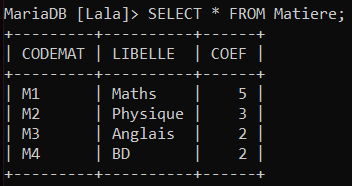 MariaDB [Lala]> SELECT * FROM Matiere;
+---------+----------+------+
| CODEMAT | LIBELLE  | COEF |
+---------+----------+------+
| M1      | Maths    |    5 |
| M2      | Physique |    3 |
| M3      | Anglais  |    2 |
| M4      | BD       |    2 |
+---------+----------+------+